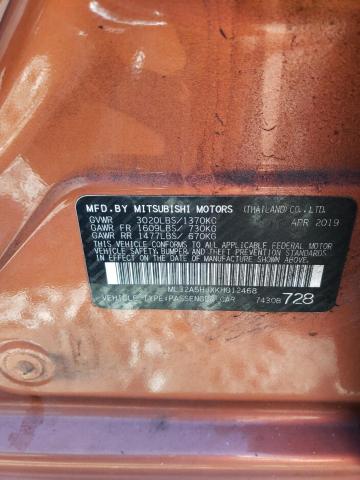 MFD.BY MITSUBISHI MOTORS (THAILAND) CO., LTD.
GVWR 3020LBS/1370KG APR 2019
GAWR FR 1609LBS/ 730KG
GAWR RR 1477LBS/ 670KG
THIS VEHICLE CONFORMS TO ALL APPLICABLE FEDERAL MOTOR
VEHICLE SAFETY, BUMPER, AND THEFT PREVENTION STANDARDS
IN EFFECT ON THE DATE OF MANUFACTURE SHOWN ABOVE.
ML32A5HJXKH012468
VEHICLE TYPE:PASSENGER CAR 7430B 728